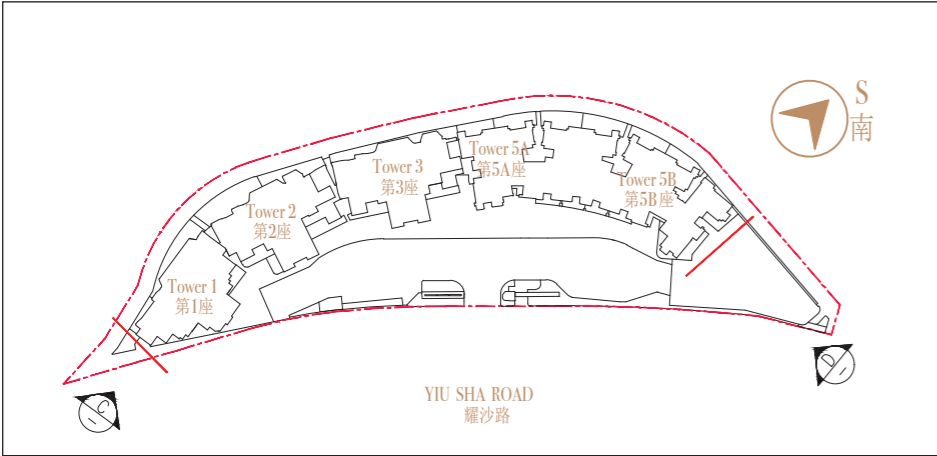 S
南
Tower 5A
第5A座
Tower 3
第3座
Tower 5B
第5B座
Tower 2
第2座
Tower 1
第1座
D
C
YIU SHA ROAD
耀沙路